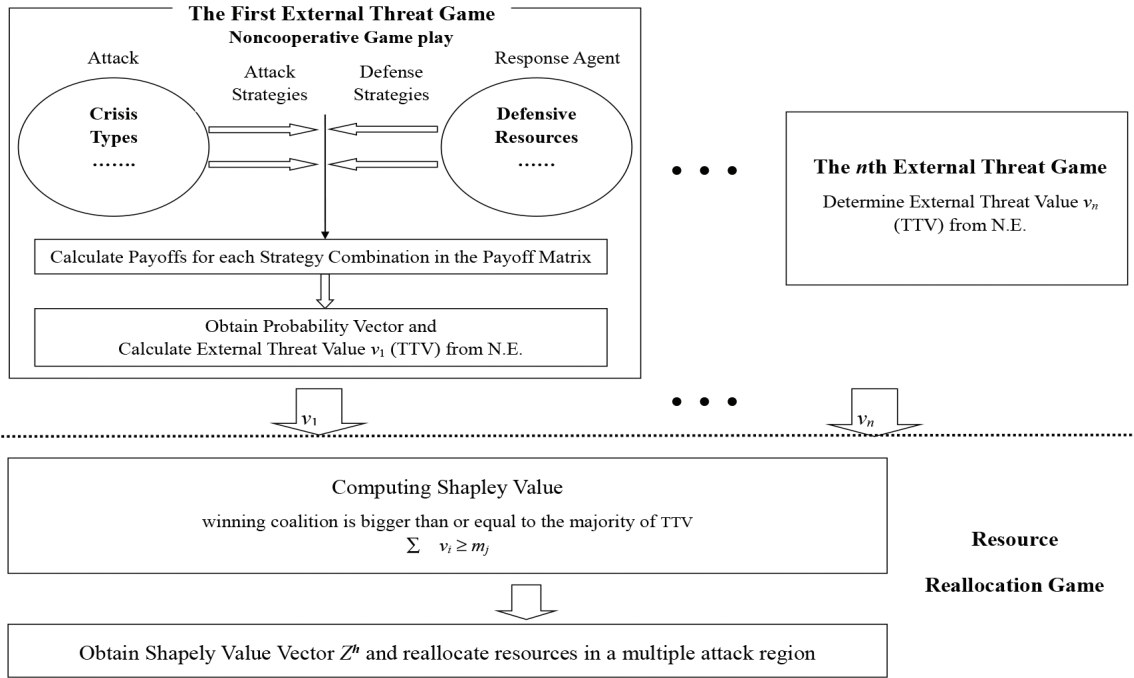 The First External Threat Game
Noncooperative Game play
Attack
Attack
Strategies
Defense
Strategies
Response Agent
Crisis
Types
.......
Defensive
Resources
......
• • •
The nth External Threat Game
Determine External Threat Value vₙ
(TTV) from N.E.
Calculate Payoffs for each Strategy Combination in the Payoff Matrix
Obtain Probability Vector and
Calculate External Threat Value v₁ (TTV) from N.E.
v₁
• • •
vₙ
Computing Shapley Value
winning coalition is bigger than or equal to the majority of TTV
∑ vᵢ ≥ mⱼ
Resource
Reallocation Game
Obtain Shapely Value Vector Zʰ and reallocate resources in a multiple attack region